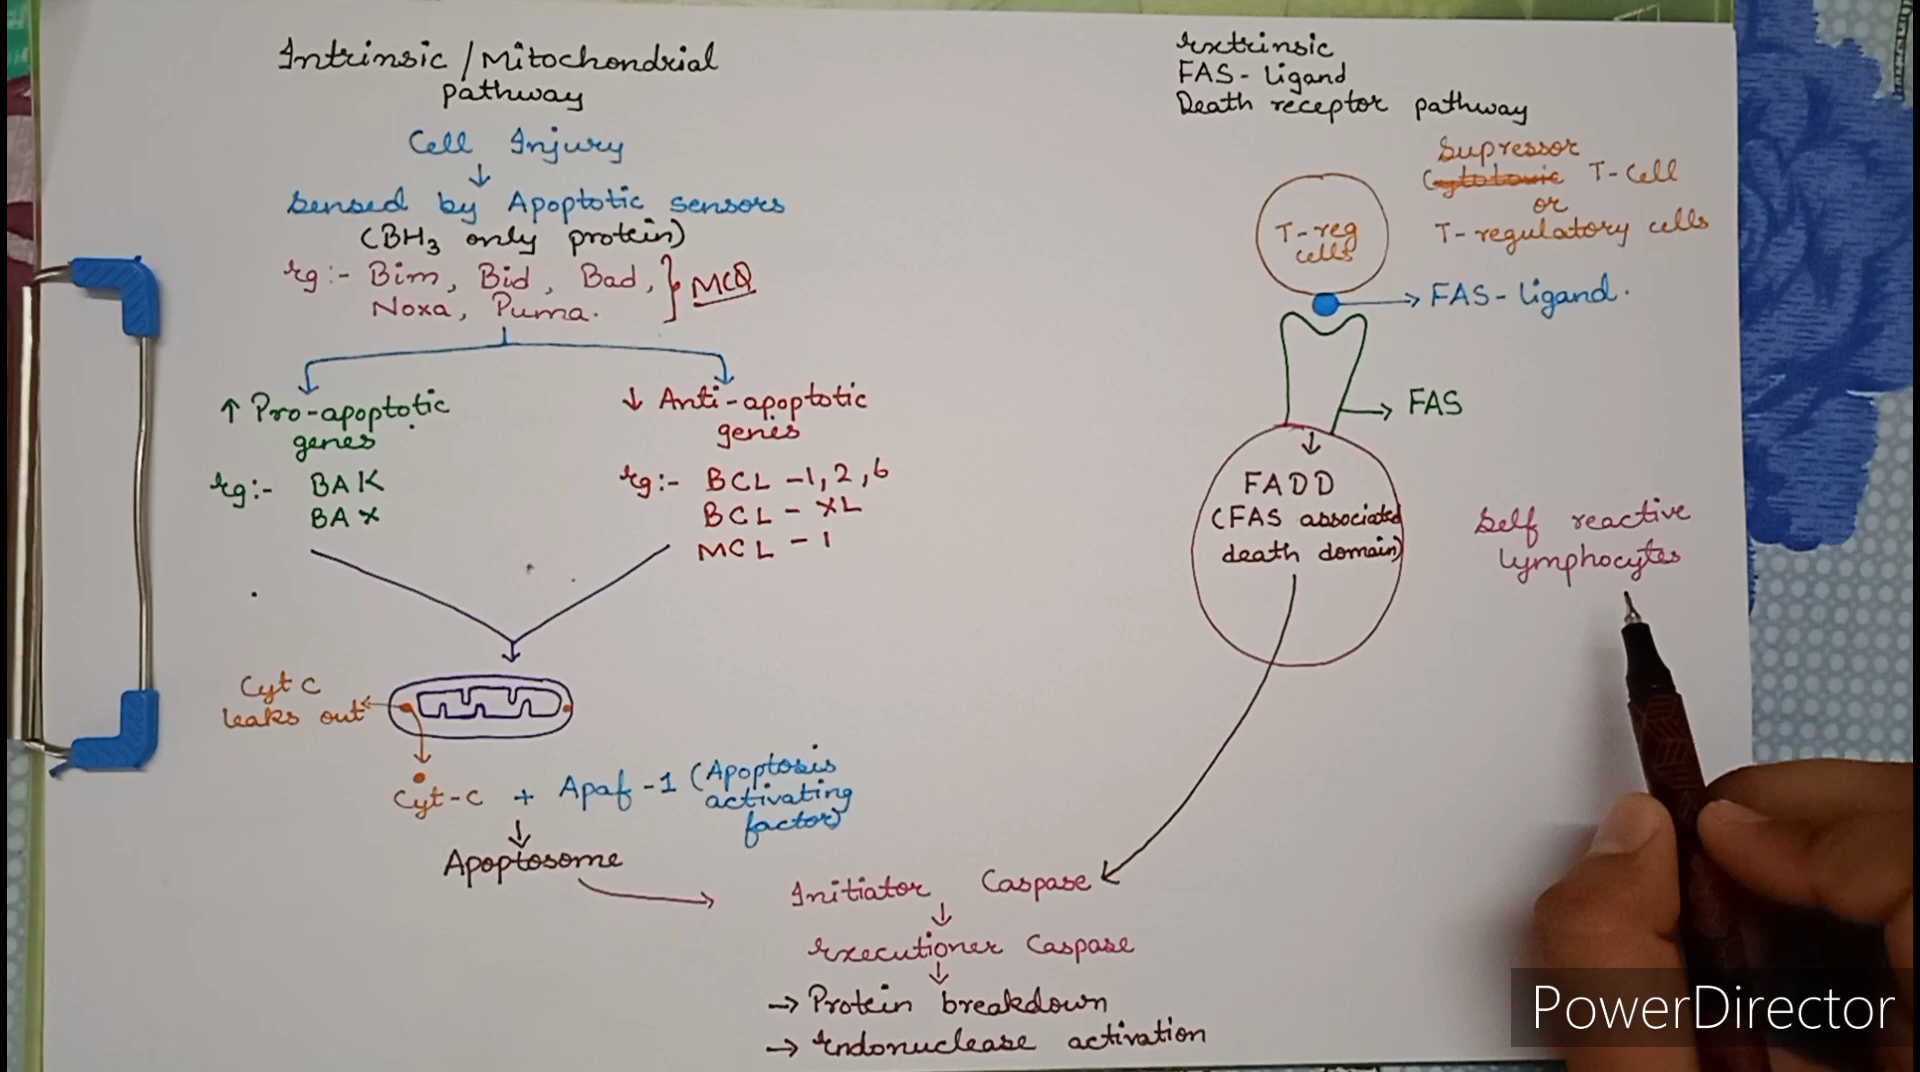 Intrinsic / Mitochondrial
pathway
Cell Injury
↓
Sensed by Apoptotic sensors
(BH3 only protein)
eg:- Bim, Bid, Bad,
Noxa, Puma.
} MCQ
↑ Pro-apoptotic
genes
eg:- BAK
BAX
↓ Anti-apoptotic
genes
eg:- BCL -1,2,6
BCL - XL
MCL - 1
Cyt C
leaks out
Cyt-C + Apaf-1 (Apoptosis
activating
factor)
↓
Apoptosome
Extrinsic
FAS- Ligand
Death receptor pathway
Supressor
Cytotoxic T-Cell
or
T-regulatory cells
T-reg
cells
→ FAS-Ligand.
→ FAS
↓
FADD
(FAS associated
death domain)
Self reactive
lymphocytes
Initiator Caspase
↓
Executioner Caspase
↓
→ Protein breakdown
→ Endonuclease activation
PowerDirector